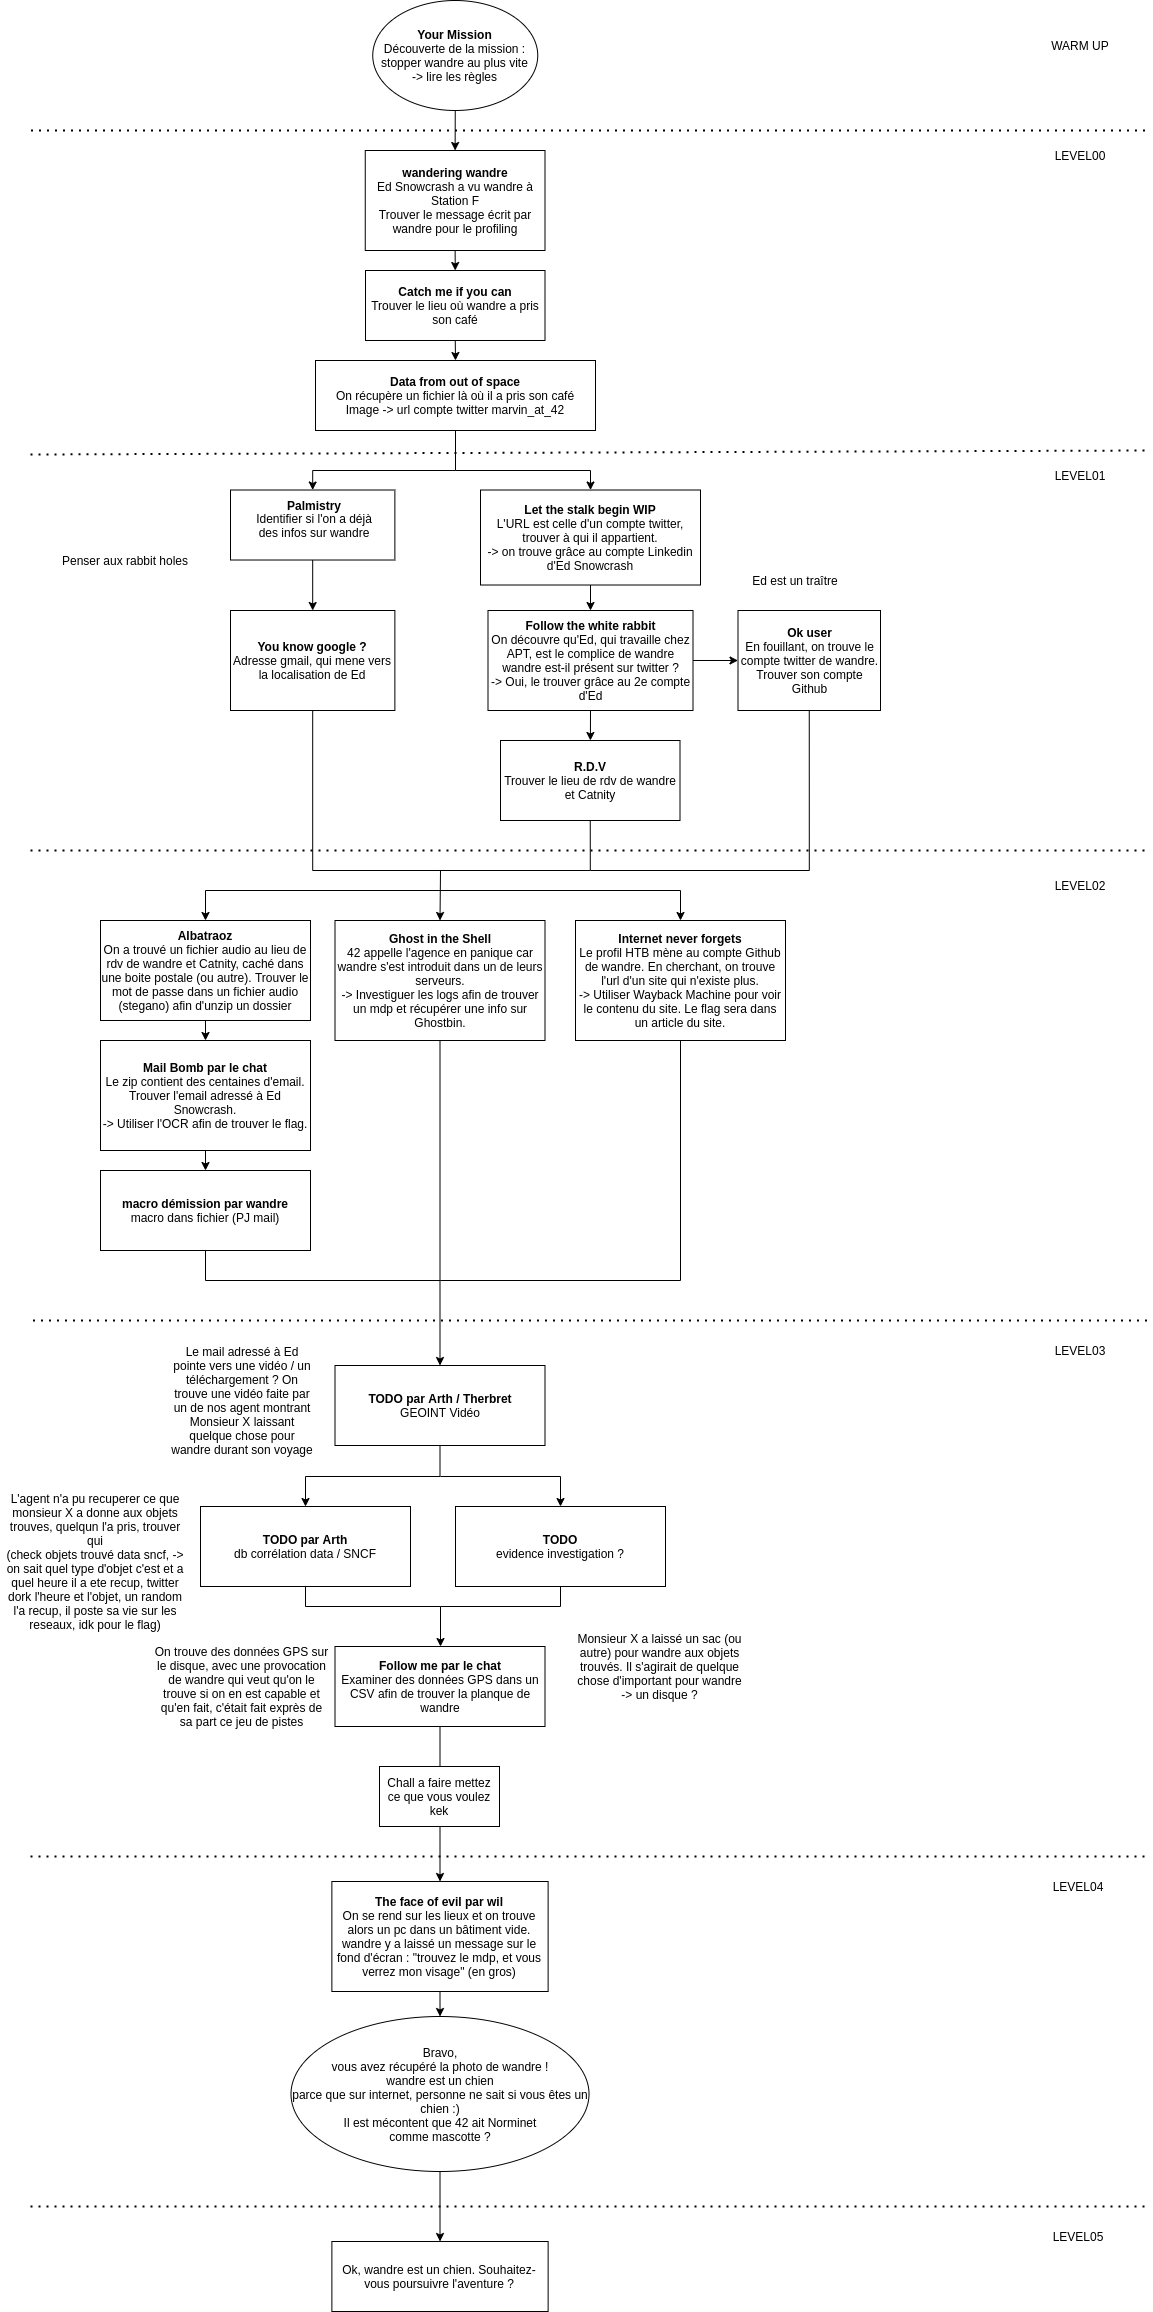 Your Mission
Découverte de la mission :
stopper wandre au plus vite
-> lire les règles
WARM UP
LEVEL00
wandering wandre
Ed Snowcrash a vu wandre à
Station F
Trouver le message écrit par
wandre pour le profiling
Catch me if you can
Trouver le lieu où wandre a pris
son café
Data from out of space
On récupère un fichier là où il a pris son café
Image -> url compte twitter marvin_at_42
LEVEL01
Palmistry
Identifier si l'on a déjà
des infos sur wandre
Let the stalk begin WIP
L'URL est celle d'un compte twitter,
trouver à qui il appartient.
-> on trouve grâce au compte Linkedin
d'Ed Snowcrash
Penser aux rabbit holes
Ed est un traître
You know google ?
Adresse gmail, qui mene vers
la localisation de Ed
Follow the white rabbit
On découvre qu'Ed, qui travaille chez
APT, est le complice de wandre
wandre est-il présent sur twitter ?
-> Oui, le trouver grâce au 2e compte
d'Ed
Ok user
En fouillant, on trouve le
compte twitter de wandre.
Trouver son compte
Github
R.D.V
Trouver le lieu de rdv de wandre
et Catnity
LEVEL02
Albatraoz
On a trouvé un fichier audio au lieu de
rdv de wandre et Catnity, caché dans
une boite postale (ou autre). Trouver le
mot de passe dans un fichier audio
(stegano) afin d'unzip un dossier
Ghost in the Shell
42 appelle l'agence en panique car
wandre s'est introduit dans un de leurs
serveurs.
-> Investiguer les logs afin de trouver
un mdp et récupérer une info sur
Ghostbin.
Internet never forgets
Le profil HTB mène au compte Github
de wandre. En cherchant, on trouve
l'url d'un site qui n'existe plus.
-> Utiliser Wayback Machine pour voir
le contenu du site. Le flag sera dans
un article du site.
Mail Bomb par le chat
Le zip contient des centaines d'email.
Trouver l'email adressé à Ed
Snowcrash.
-> Utiliser l'OCR afin de trouver le flag.
macro démission par wandre
macro dans fichier (PJ mail)
LEVEL03
Le mail adressé à Ed
pointe vers une vidéo / un
téléchargement ? On
trouve une vidéo faite par
un de nos agent montrant
Monsieur X laissant
quelque chose pour
wandre durant son voyage
TODO par Arth / Therbret
GEOINT Vidéo
L'agent n'a pu recuperer ce que
monsieur X a donne aux objets
trouves, quelqun l'a pris, trouver
qui
(check objets trouvé data sncf, ->
on sait quel type d'objet c'est et a
quel heure il a ete recup, twitter
dork l'heure et l'objet, un random
l'a recup, il poste sa vie sur les
reseaux, idk pour le flag)
TODO par Arth
db corrélation data / SNCF
TODO
evidence investigation ?
On trouve des données GPS sur
le disque, avec une provocation
de wandre qui veut qu'on le
trouve si on en est capable et
qu'en fait, c'était fait exprès de
sa part ce jeu de pistes
Follow me par le chat
Examiner des données GPS dans un
CSV afin de trouver la planque de
wandre
Monsieur X a laissé un sac (ou
autre) pour wandre aux objets
trouvés. Il s'agirait de quelque
chose d'important pour wandre
-> un disque ?
Chall a faire mettez
ce que vous voulez
kek
LEVEL04
The face of evil par wil
On se rend sur les lieux et on trouve
alors un pc dans un bâtiment vide.
wandre y a laissé un message sur le
fond d'écran : "trouvez le mdp, et vous
verrez mon visage" (en gros)
Bravo,
vous avez récupéré la photo de wandre !
wandre est un chien
parce que sur internet, personne ne sait si vous êtes un
chien :)
Il est mécontent que 42 ait Norminet
comme mascotte ?
LEVEL05
Ok, wandre est un chien. Souhaitez-
vous poursuivre l'aventure ?